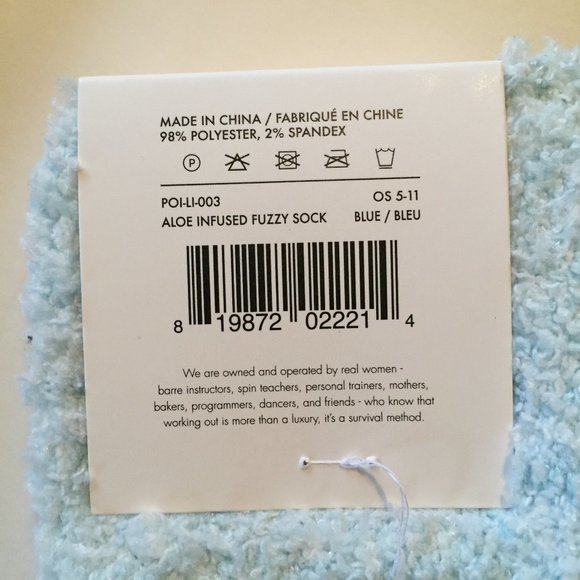 MADE IN CHINA / FABRIQUÉ EN CHINE
98% POLYESTER, 2% SPANDEX
P
POI-LI-003 OS 5-11
ALOE INFUSED FUZZY SOCK BLUE / BLEU
8 19872 02221 4
We are owned and operated by real women -
barre instructors, spin teachers, personal trainers, mothers,
bakers, programmers, dancers, and friends - who know that
working out is more than a luxury, it's a survival method.